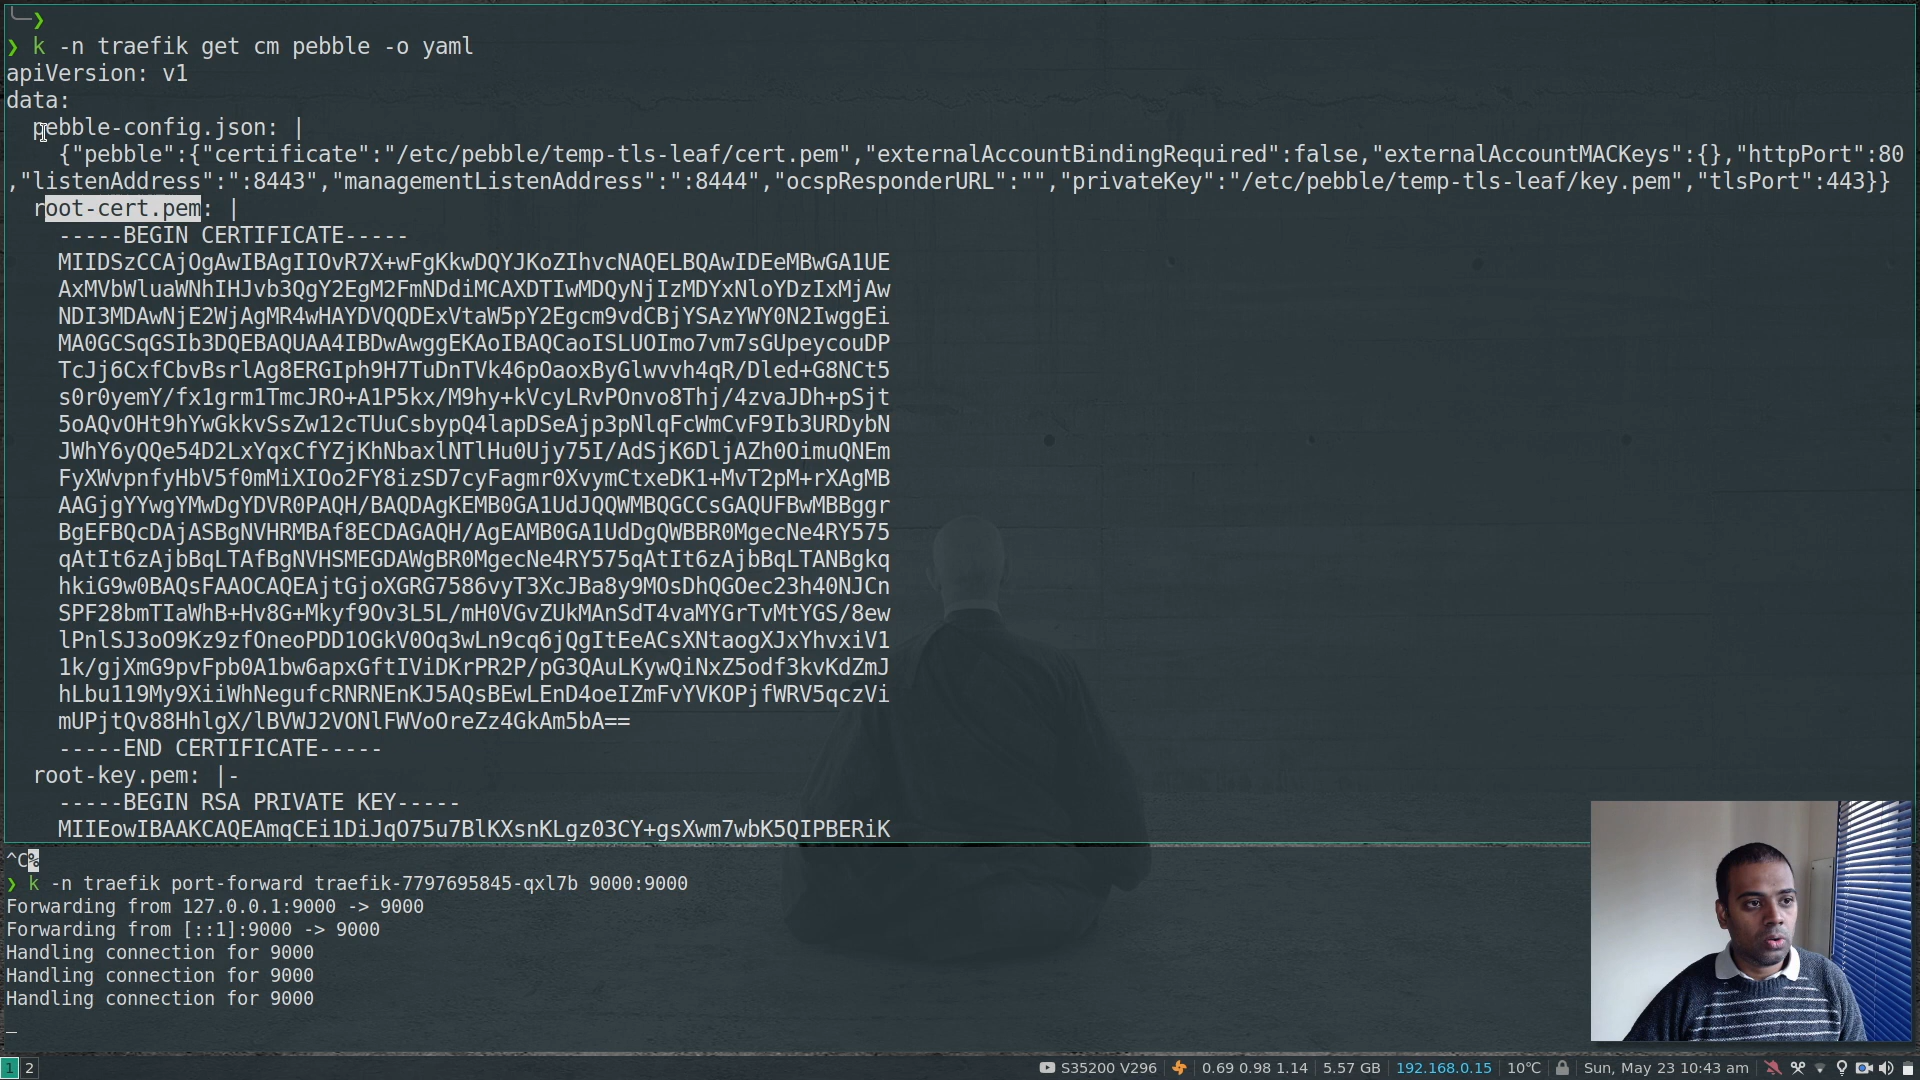 ❯
❯ k -n traefik get cm pebble -o yaml
apiVersion: v1
data:
  pebble-config.json: |
    {"pebble":{"certificate":"/etc/pebble/temp-tls-leaf/cert.pem","externalAccountBindingRequired":false,"externalAccountMACKeys":{},"httpPort":80
,"listenAddress":":8443","managementListenAddress":":8444","ocspResponderURL":"","privateKey":"/etc/pebble/temp-tls-leaf/key.pem","tlsPort":443}}
  root-cert.pem: |
    -----BEGIN CERTIFICATE-----
    MIIDSzCCAjOgAwIBAgIIOvR7X+wFgKkwDQYJKoZIhvcNAQELBQAwIDEeMBwGA1UE
    AxMVbWluaWNhIHJvb3QgY2EgM2FmNDdiMCAXDTIwMDQyNjIzMDYxNloYDzIxMjAw
    NDI3MDAwNjE2WjAgMR4wHAYDVQQDExVtaW5pY2Egcm9vdCBjYSAzYWY0N2IwggEi
    MA0GCSqGSIb3DQEBAQUAA4IBDwAwggEKAoIBAQCaoISLUOImo7vm7sGUpeycouDP
    TcJj6CxfCbvBsrlAg8ERGIph9H7TuDnTVk46pOaoxByGlwvvh4qR/Dled+G8NCt5
    s0r0yemY/fx1grm1TmcJRO+A1P5kx/M9hy+kVcyLRvPOnvo8Thj/4zvaJDh+pSjt
    5oAQvOHt9hYwGkkvSsZw12cTUuCsbypQ4lapDSeAjp3pNlqFcWmCvF9Ib3URDybN
    JWhY6yQQe54D2LxYqxCfYZjKhNbaxlNTlHu0Ujy75I/AdSjK6DljAZh0OimuQNEm
    FyXWvpnfyHbV5f0mMiXIOo2FY8izSD7cyFagmr0XvymCtxeDK1+MvT2pM+rXAgMB
    AAGjgYYwgYMwDgYDVR0PAQH/BAQDAgKEMB0GA1UdJQQWMBQGCCsGAQUFBwMBBggr
    BgEFBQcDAjASBgNVHRMBAf8ECDAGAQH/AgEAMB0GA1UdDgQWBBR0MgecNe4RY575
    qAtIt6zAjbBqLTAfBgNVHSMEGDAWgBR0MgecNe4RY575qAtIt6zAjbBqLTANBgkq
    hkiG9w0BAQsFAAOCAQEAjtGjoXGRG7586vyT3XcJBa8y9MOsDhQGOec23h40NJCn
    SPF28bmTIaWhB+Hv8G+Mkyf9Ov3L5L/mH0VGvZUkMAnSdT4vaMYGrTvMtYGS/8ew
    lPnlSJ3oO9Kz9zfOneoPDD1OGkV0Oq3wLn9cq6jQgItEeACsXNtaogXJxYhvxiV1
    1k/gjXmG9pvFpb0A1bw6apxGftIViDKrPR2P/pG3QAuLKywQiNxZ5odf3kvKdZmJ
    hLbu119My9XiiWhNegufcRNRNEnKJ5AQsBEwLEnD4oeIZmFvYVKOPjfWRV5qczVi
    mUPjtQv88HhlgX/lBVWJ2VONlFWVoOreZz4GkAm5bA==
    -----END CERTIFICATE-----
  root-key.pem: |-
    -----BEGIN RSA PRIVATE KEY-----
    MIIEowIBAAKCAQEAmqCEi1DiJqO75u7BlKXsnKLgz03CY+gsXwm7wbK5QIPBERiK
^C%
❯ k -n traefik port-forward traefik-7797695845-qxl7b 9000:9000
Forwarding from 127.0.0.1:9000 -> 9000
Forwarding from [::1]:9000 -> 9000
Handling connection for 9000
Handling connection for 9000
Handling connection for 9000
1 2 S35200 V296 0.69 0.98 1.14 5.57 GB 192.168.0.15 10°C Sun, May 23 10:43 am